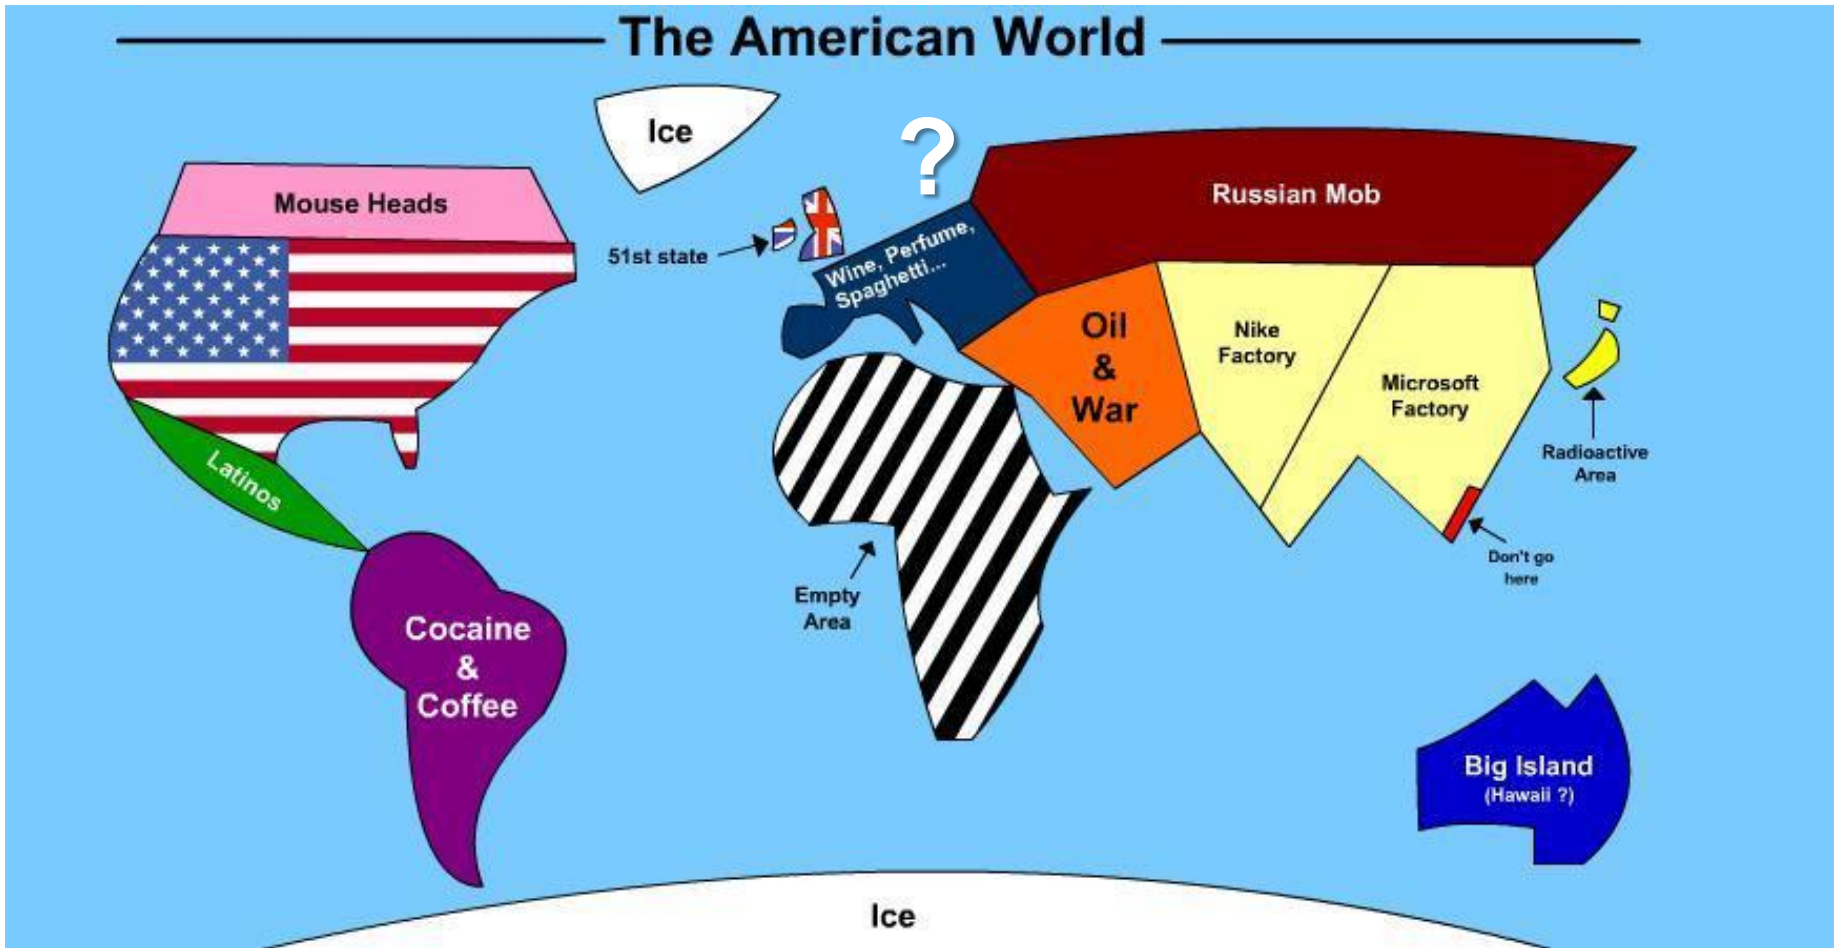 The American World
Ice
?
Mouse Heads
Russian Mob
51st state
Wine, Perfume,
Spaghetti...
Oil
&
War
Nike
Factory
Microsoft
Factory
Latinos
Radioactive
Area
Don't go
here
Empty
Area
Cocaine
&
Coffee
Big Island
(Hawaii ?)
Ice